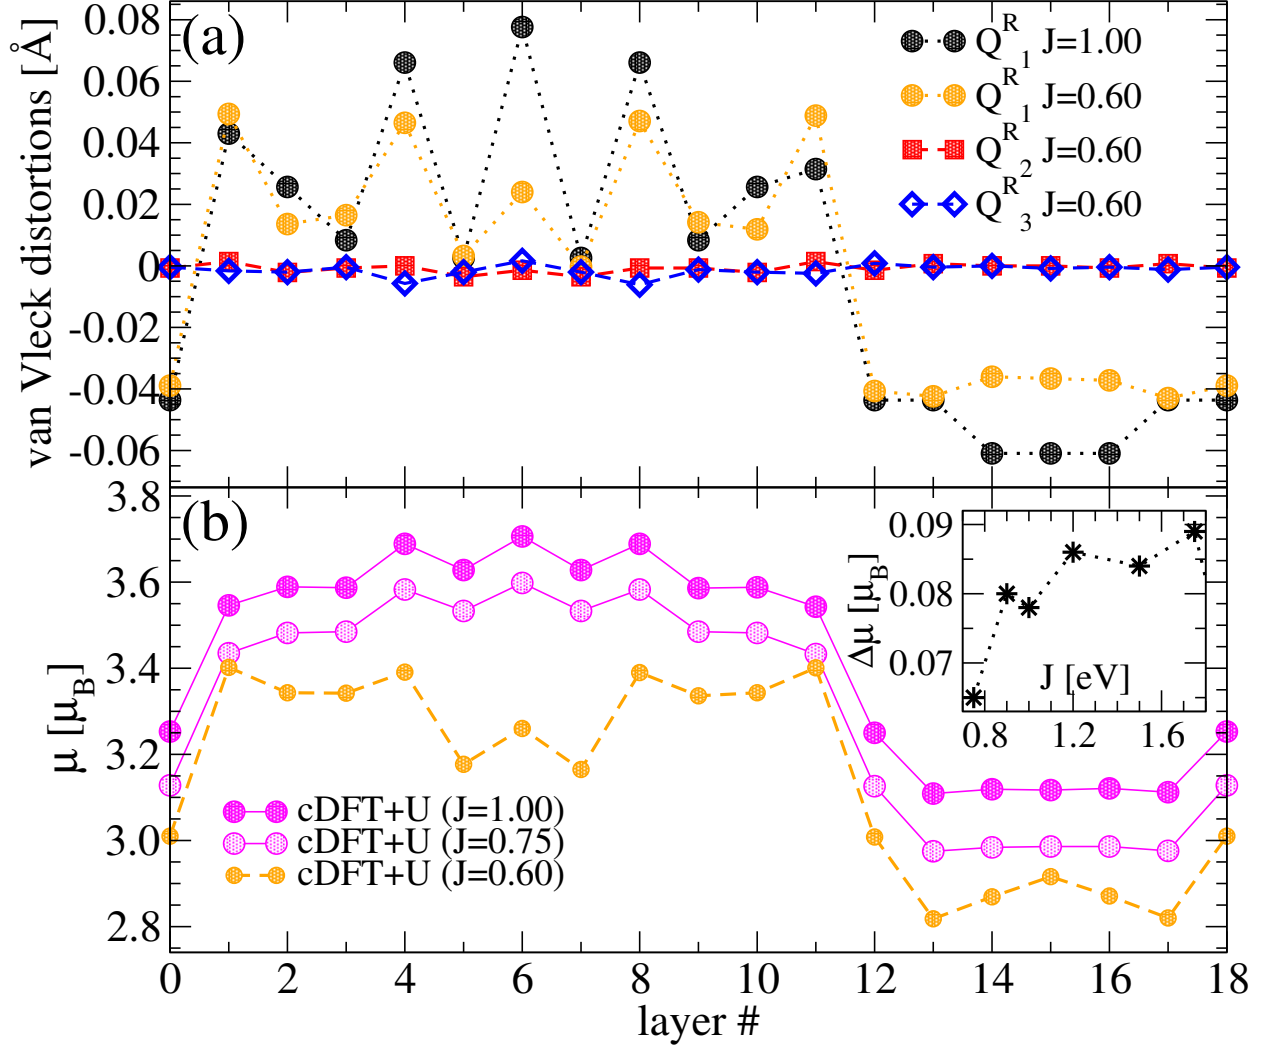 (a)
van Vleck distortions [Å]
0.08
0.06
0.04
0.02
0
-0.02
-0.04
-0.06
Q^R_1 J=1.00
Q^R_1 J=0.60
Q^R_2 J=0.60
Q^R_3 J=0.60
(b)
μ [μ_B]
3.8
3.6
3.4
3.2
3.0
2.8
cDFT+U (J=1.00)
cDFT+U (J=0.75)
cDFT+U (J=0.60)
Δμ [μ_B]
0.09
0.08
0.07
J [eV]
0.8 1.2 1.6
0 2 4 6 8 10 12 14 16 18
layer #